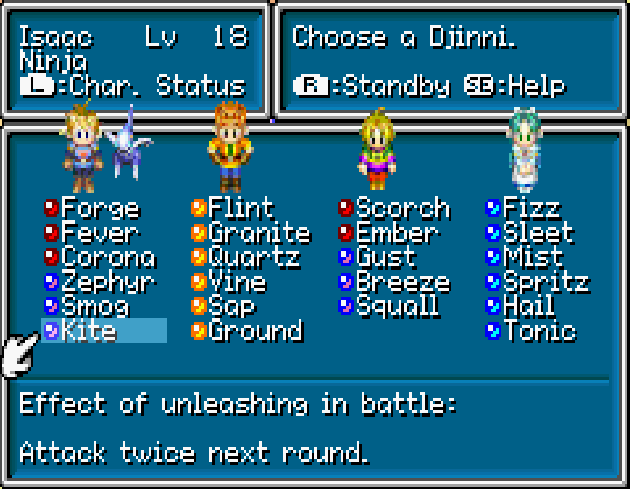 Isaac Lv 18
Ninja
L:Char. Status
Choose a Djinni.
R:Standby SE:Help
Forge Flint Scorch Fizz
Fever Granite Ember Sleet
Corona Quartz Gust Mist
Zephyr Vine Breeze Spritz
Smog Sap Squall Hail
Kite Ground Tonic
Effect of unleashing in battle:
Attack twice next round.